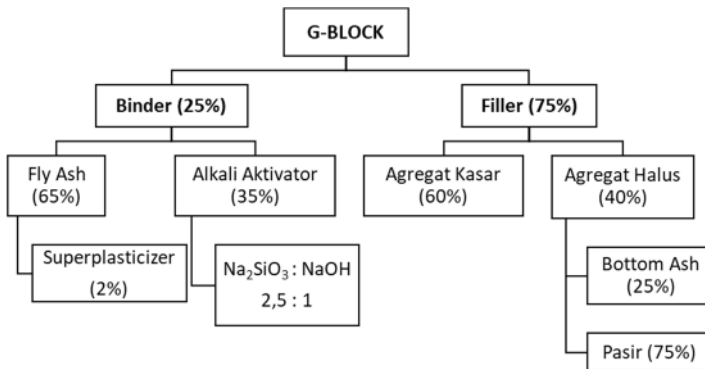 G-BLOCK
Binder (25%)
Filler (75%)
Fly Ash
(65%)
Alkali Aktivator
(35%)
Agregat Kasar
(60%)
Agregat Halus
(40%)
Superplasticizer
(2%)
Na₂SiO₃ : NaOH
2,5 : 1
Bottom Ash
(25%)
Pasir (75%)